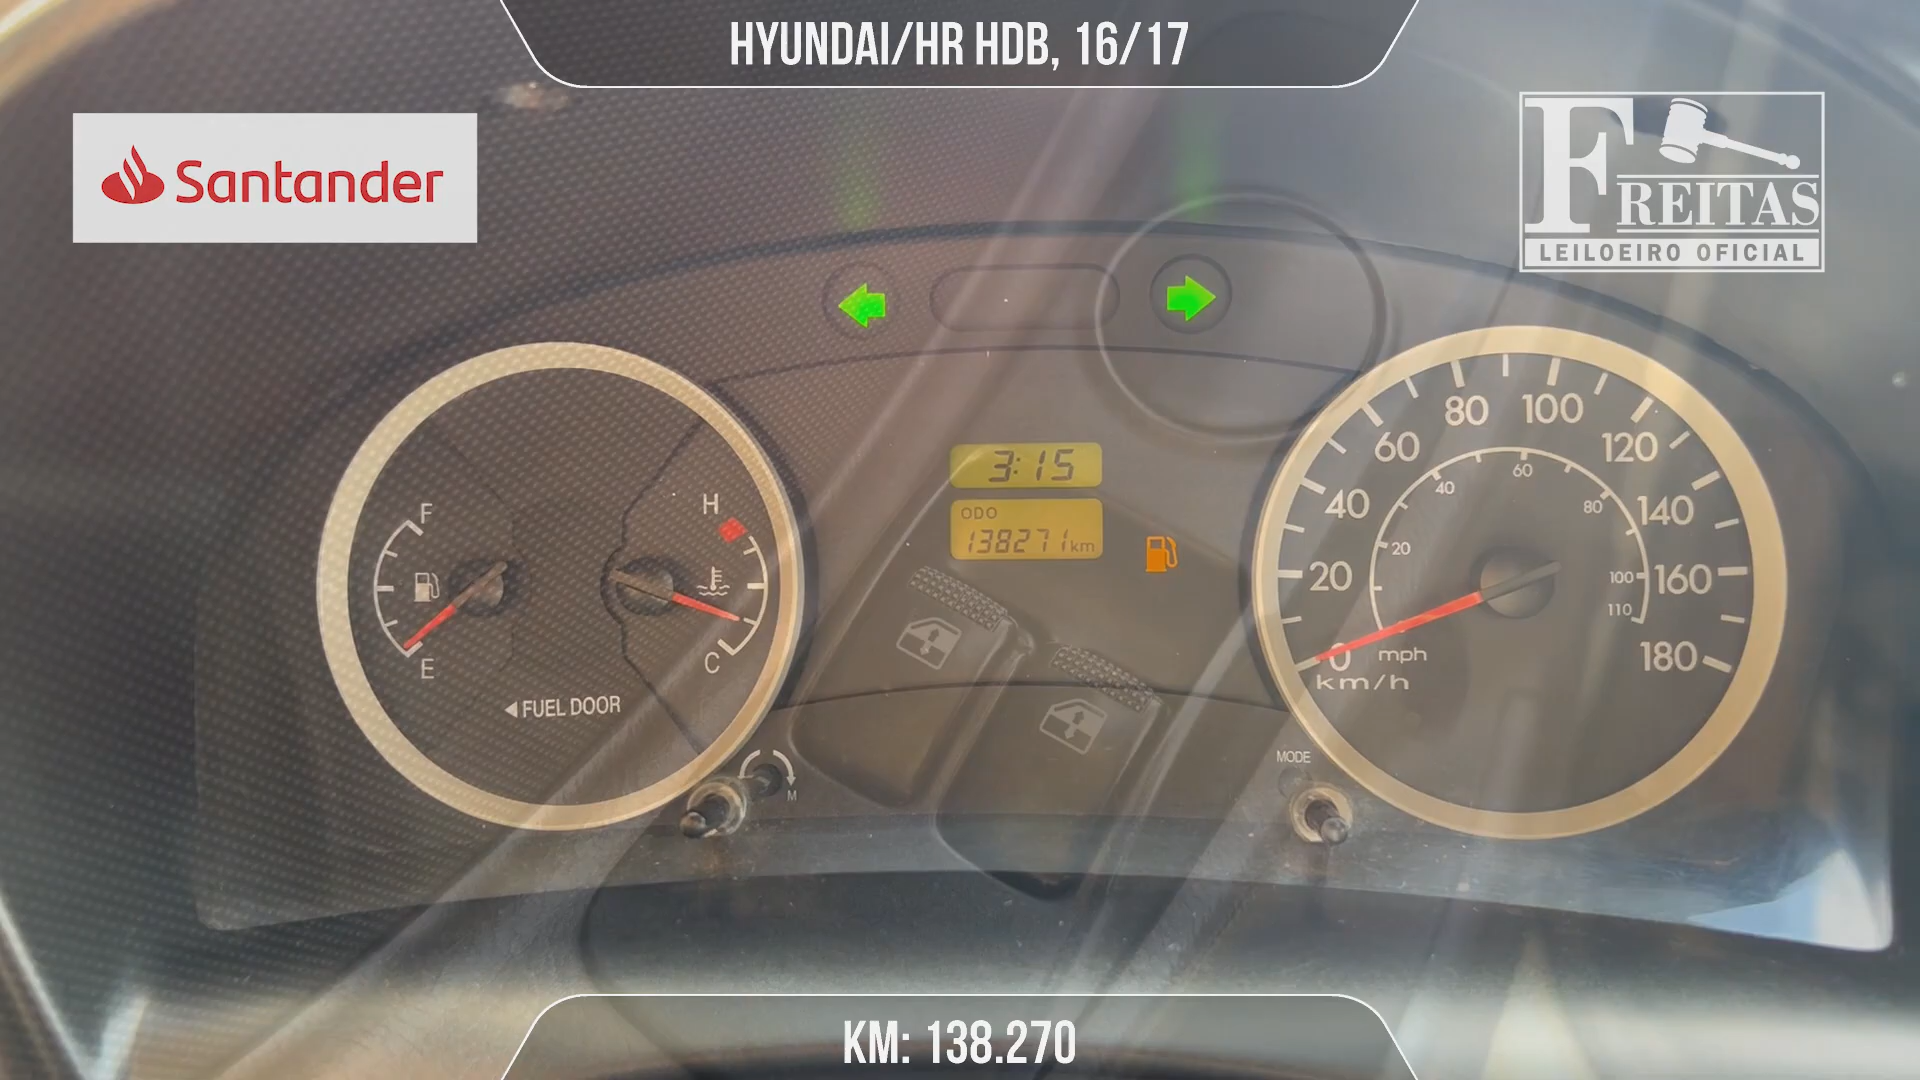 HYUNDAI/HR HDB, 16/17
Santander
FREITAS
LEILOEIRO OFICIAL
3:15
ODO
138271km
F
E
H
C
◀FUEL DOOR
M
MODE
0
20
40
60
80
100
120
140
160
180
km/h
20
40
60
80
100
110
mph
KM: 138.270